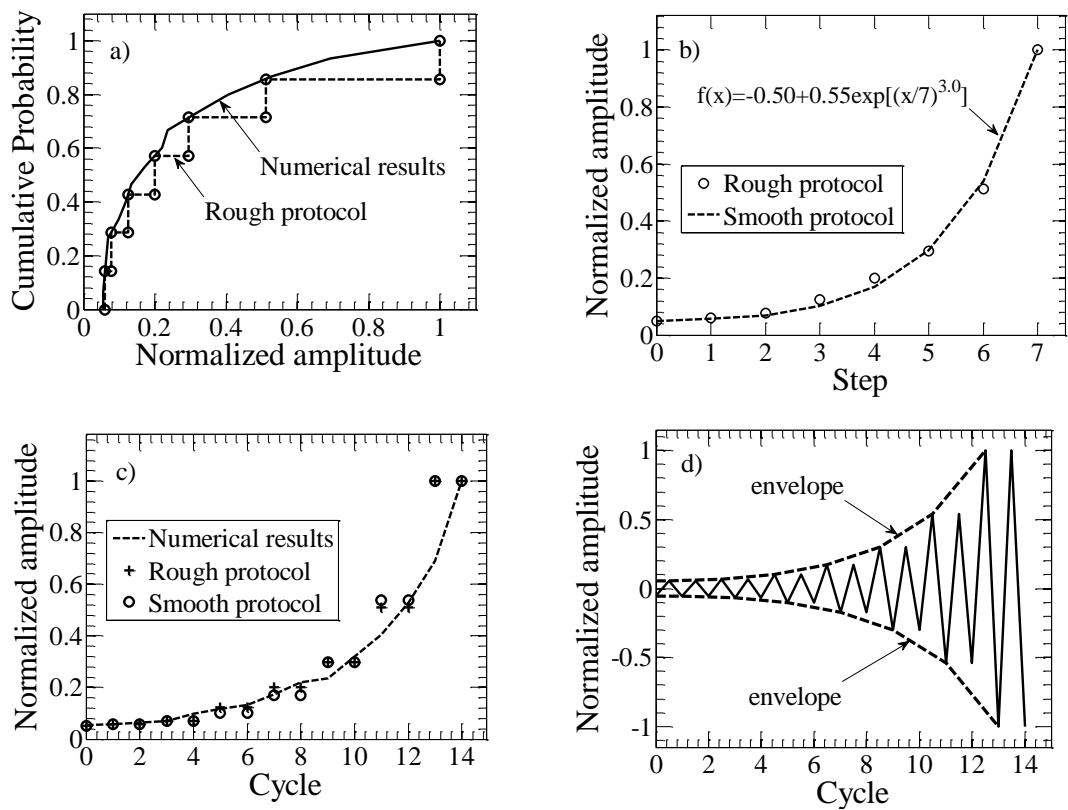 a)
Cumulative Probability
1
0.8
0.6
0.4
0.2
0
Numerical results
Rough protocol
0 0.2 0.4 0.6 0.8 1
Normalized amplitude
b)
Normalized amplitude
1
0.8
0.6
0.4
0.2
0
f(x)=-0.50+0.55exp[(x/7)^3.0]
Rough protocol
Smooth protocol
0 1 2 3 4 5 6 7
Step
c)
Normalized amplitude
1
0.8
0.6
0.4
0.2
0
Numerical results
Rough protocol
Smooth protocol
0 2 4 6 8 10 12 14
Cycle
d)
Normalized amplitude
1
0.5
0
-0.5
-1
envelope
envelope
0 2 4 6 8 10 12 14
Cycle